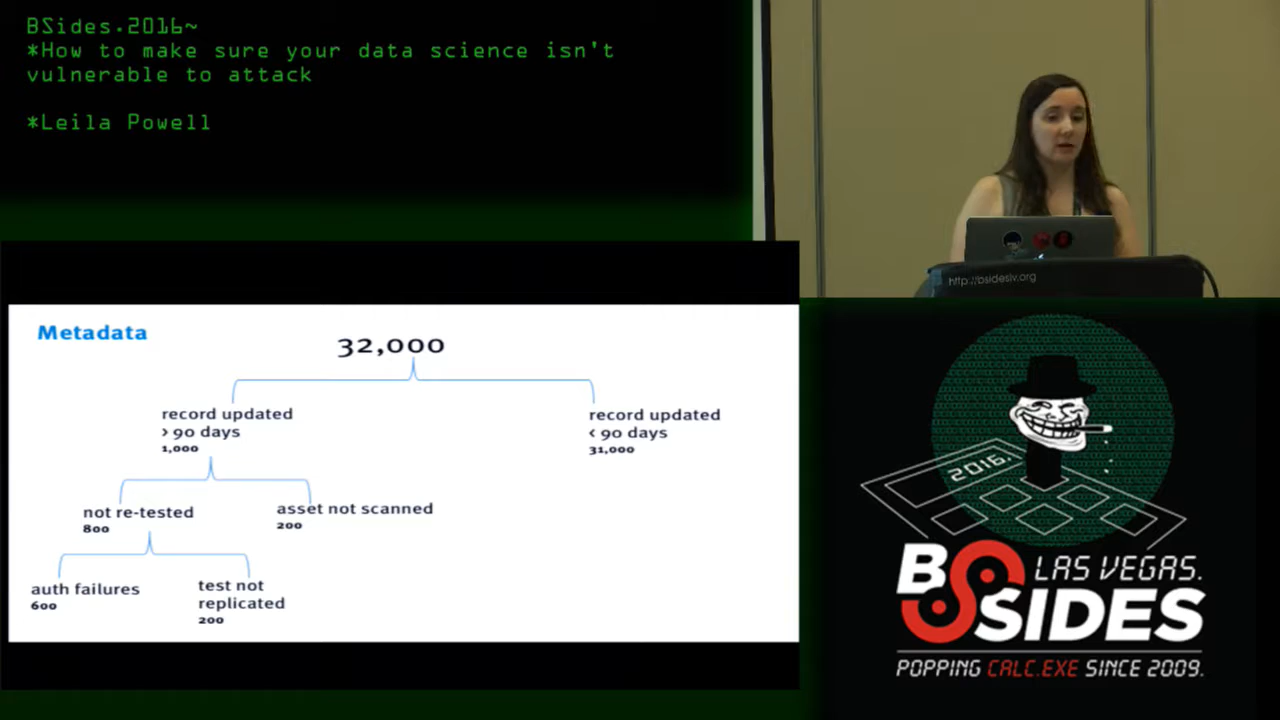 BSides.2016~
*How to make sure your data science isn't
vulnerable to attack
*Leila Powell
http://bsideslv.org
Metadata
32,000
record updated
> 90 days
1,000
record updated
< 90 days
31,000
not re-tested
800
asset not scanned
200
auth failures
600
test not
replicated
200
2016.
BSIDES
LAS VEGAS.
POPPING CALC.EXE SINCE 2009.